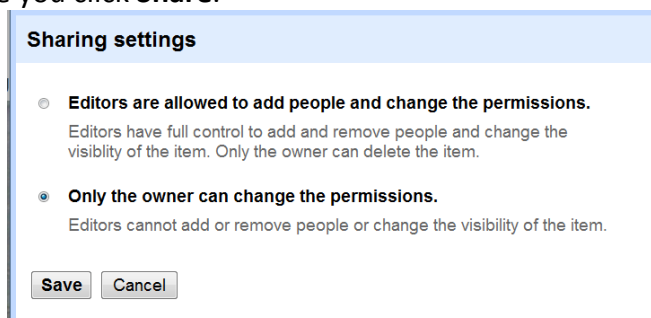 e you click Share.
Sharing settings
Editors are allowed to add people and change the permissions.
Editors have full control to add and remove people and change the
visiblity of the item. Only the owner can delete the item.
Only the owner can change the permissions.
Editors cannot add or remove people or change the visibility of the item.
Save Cancel